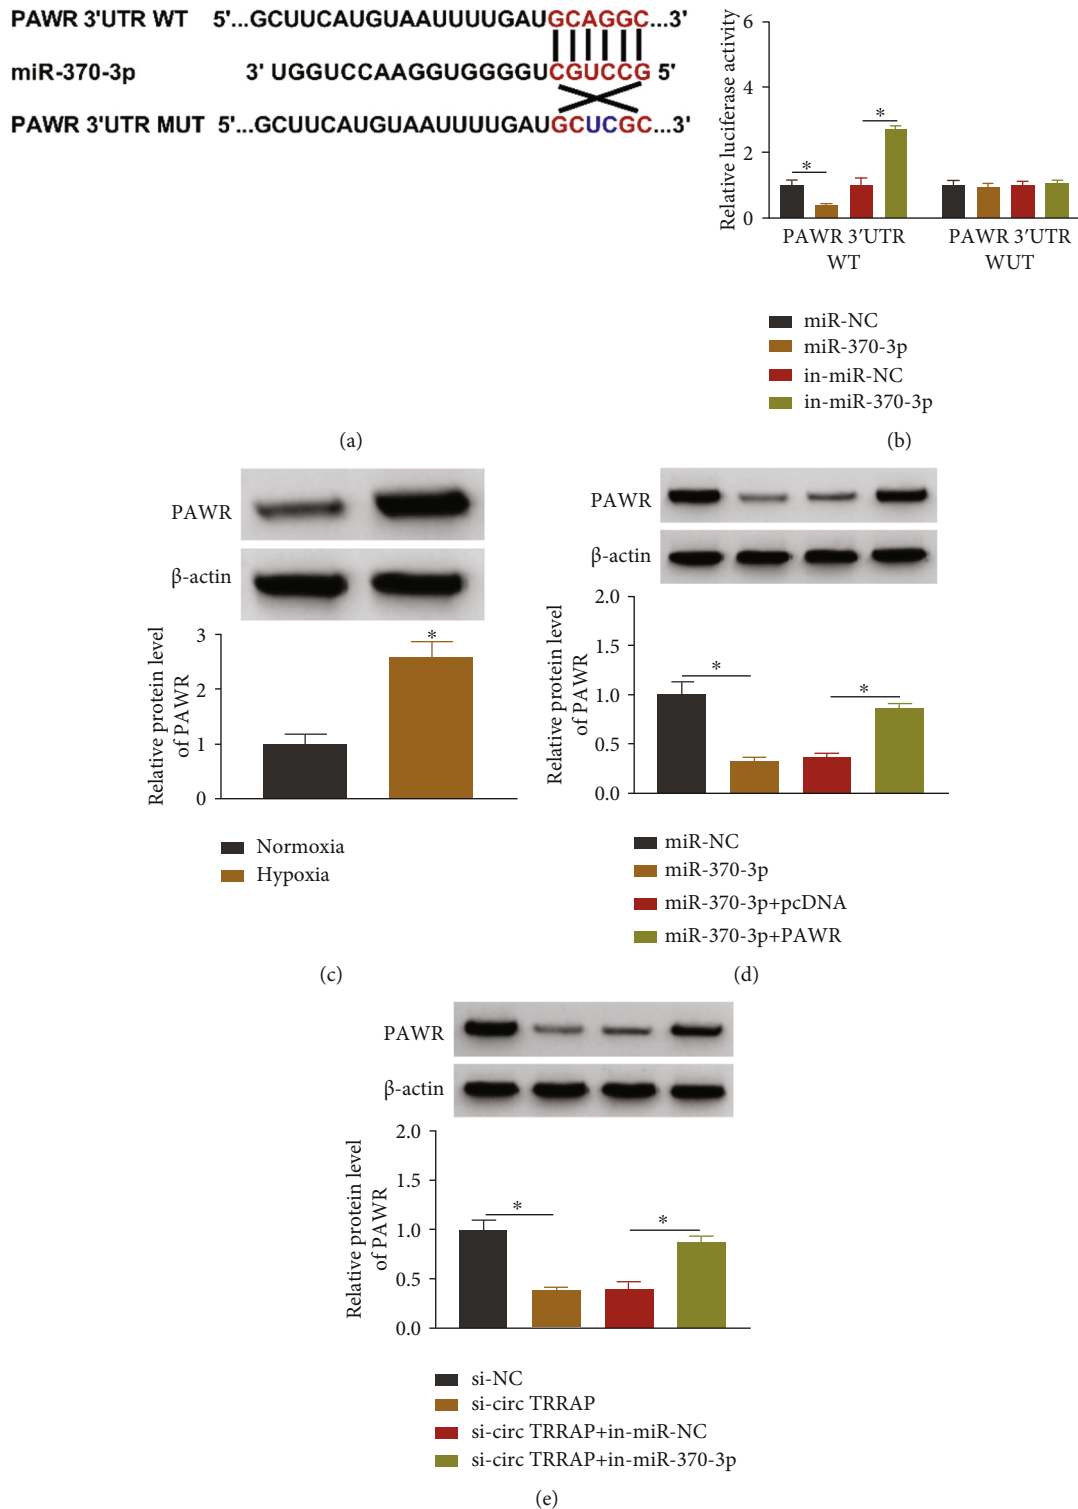 PAWR 3'UTR WT 5'...GCUUCAUGUAAUUUUGAUGCAGGC...3'
miR-370-3p 3' UGGUCCAAGGUGGGGUCGUCCG 5'
PAWR 3'UTR MUT 5'...GCUUCAUGUAAUUUUGAUGCUCGC...3'
(a)
Relative luciferase activity
6
4
2
0
*
*
PAWR 3′UTR
WT
PAWR 3′UTR
WUT
miR-NC
miR-370-3p
in-miR-NC
in-miR-370-3p
(b)
PAWR
β-actin
Relative protein level
of PAWR
3
2
1
0
*
Normoxia
Hypoxia
(c)
PAWR
β-actin
Relative protein level
of PAWR
2.0
1.5
1.0
0.5
0.0
*
*
miR-NC
miR-370-3p
miR-370-3p+pcDNA
miR-370-3p+PAWR
(d)
PAWR
β-actin
Relative protein level
of PAWR
2.0
1.5
1.0
0.5
0.0
*
*
si-NC
si-circ TRRAP
si-circ TRRAP+in-miR-NC
si-circ TRRAP+in-miR-370-3p
(e)